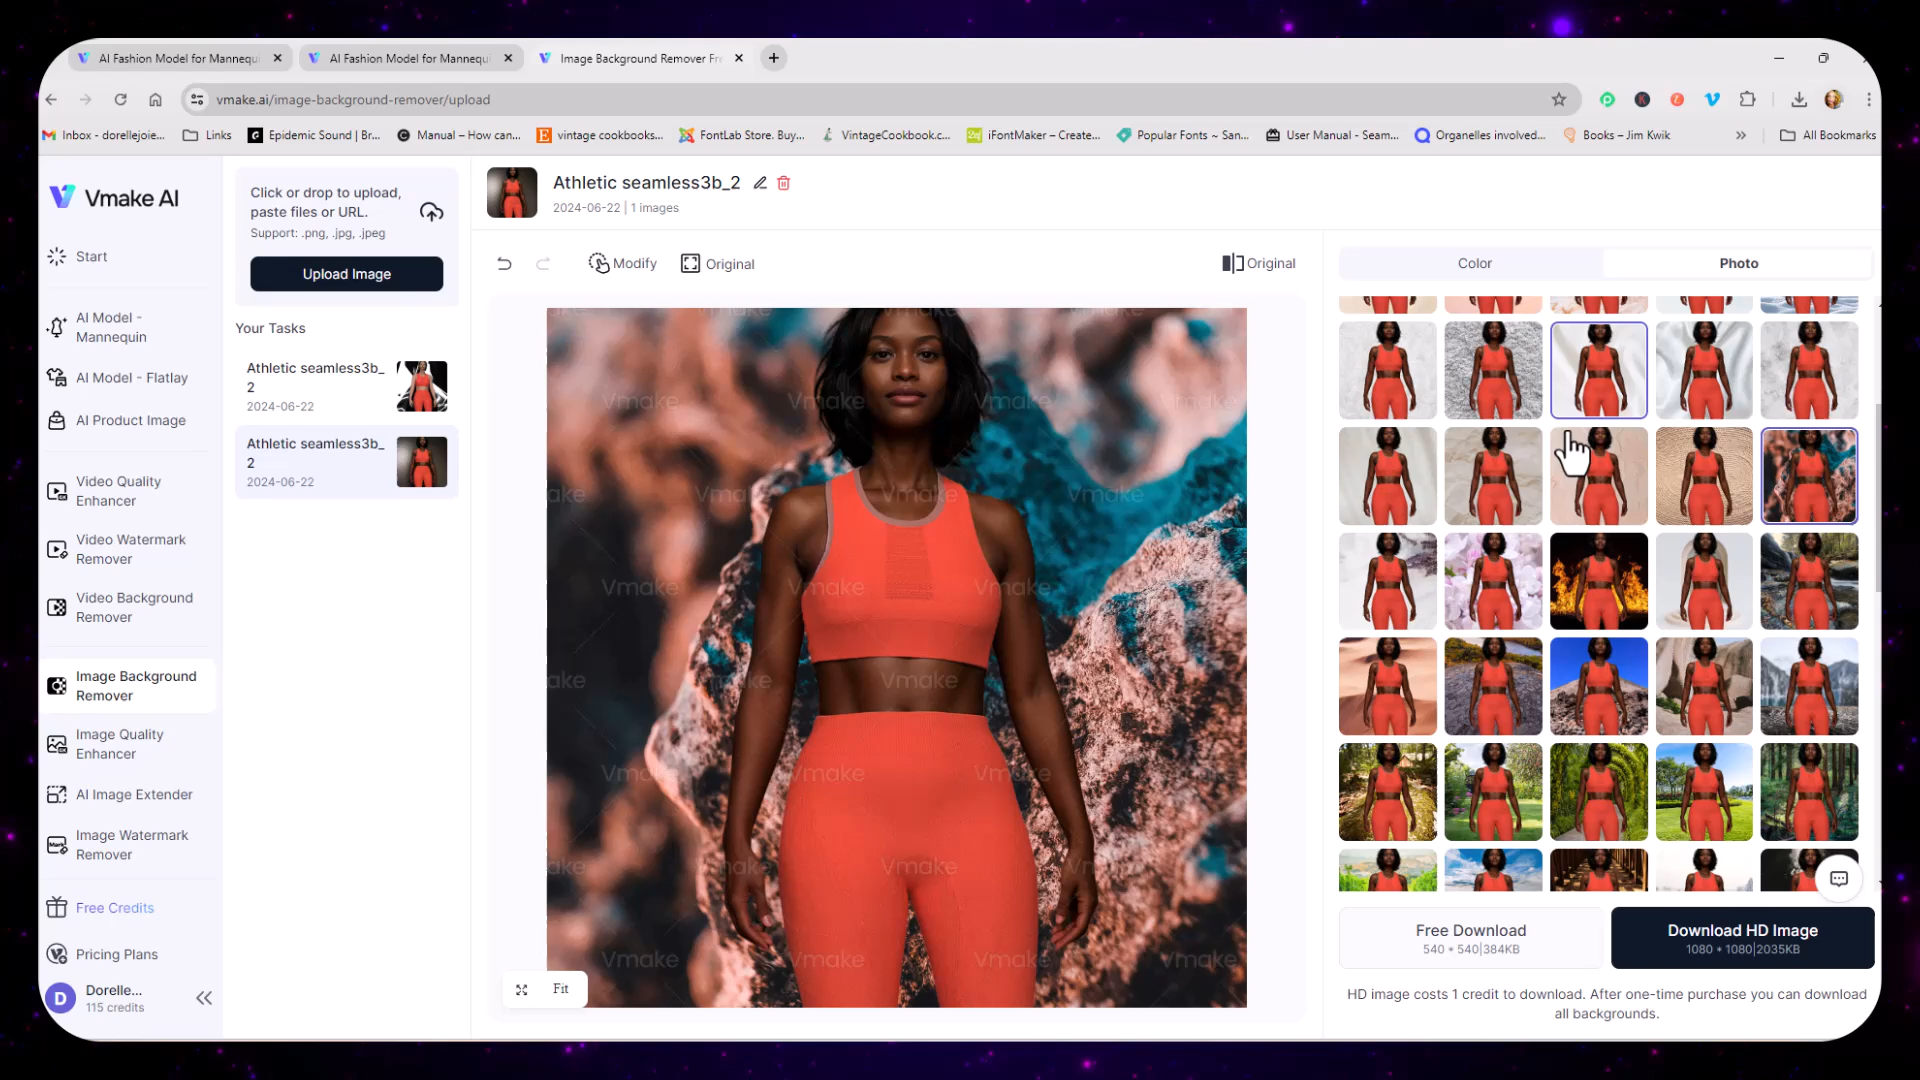 AI Fashion Model for Mannequi
AI Fashion Model for Mannequi
Image Background Remover Fr
vmake.ai/image-background-remover/upload
Inbox - dorellejoie...
Links
Epidemic Sound | Br...
Manual – How can...
vintage cookbooks...
FontLab Store. Buy...
VintageCookbook.c...
iFontMaker – Create...
Popular Fonts ~ San...
User Manual - Seam...
Organelles involved...
Books – Jim Kwik
All Bookmarks
Vmake AI
Start
AI Model -
Mannequin
AI Model - Flatlay
AI Product Image
Video Quality
Enhancer
Video Watermark
Remover
Video Background
Remover
Image Background
Remover
Image Quality
Enhancer
AI Image Extender
Image Watermark
Remover
Free Credits
Pricing Plans
D
Dorelle...
115 credits
Click or drop to upload,
paste files or URL.
Support: .png, .jpg, .jpeg
Upload Image
Your Tasks
Athletic seamless3b_
2
2024-06-22
Athletic seamless3b_
2
2024-06-22
Athletic seamless3b_2
2024-06-22 | 1 images
Modify
Original
Original
Vmake
Fit
Color
Photo
Free Download
540 * 540|384KB
Download HD Image
1080 * 1080|2035KB
HD image costs 1 credit to download. After one-time purchase you can download
all backgrounds.